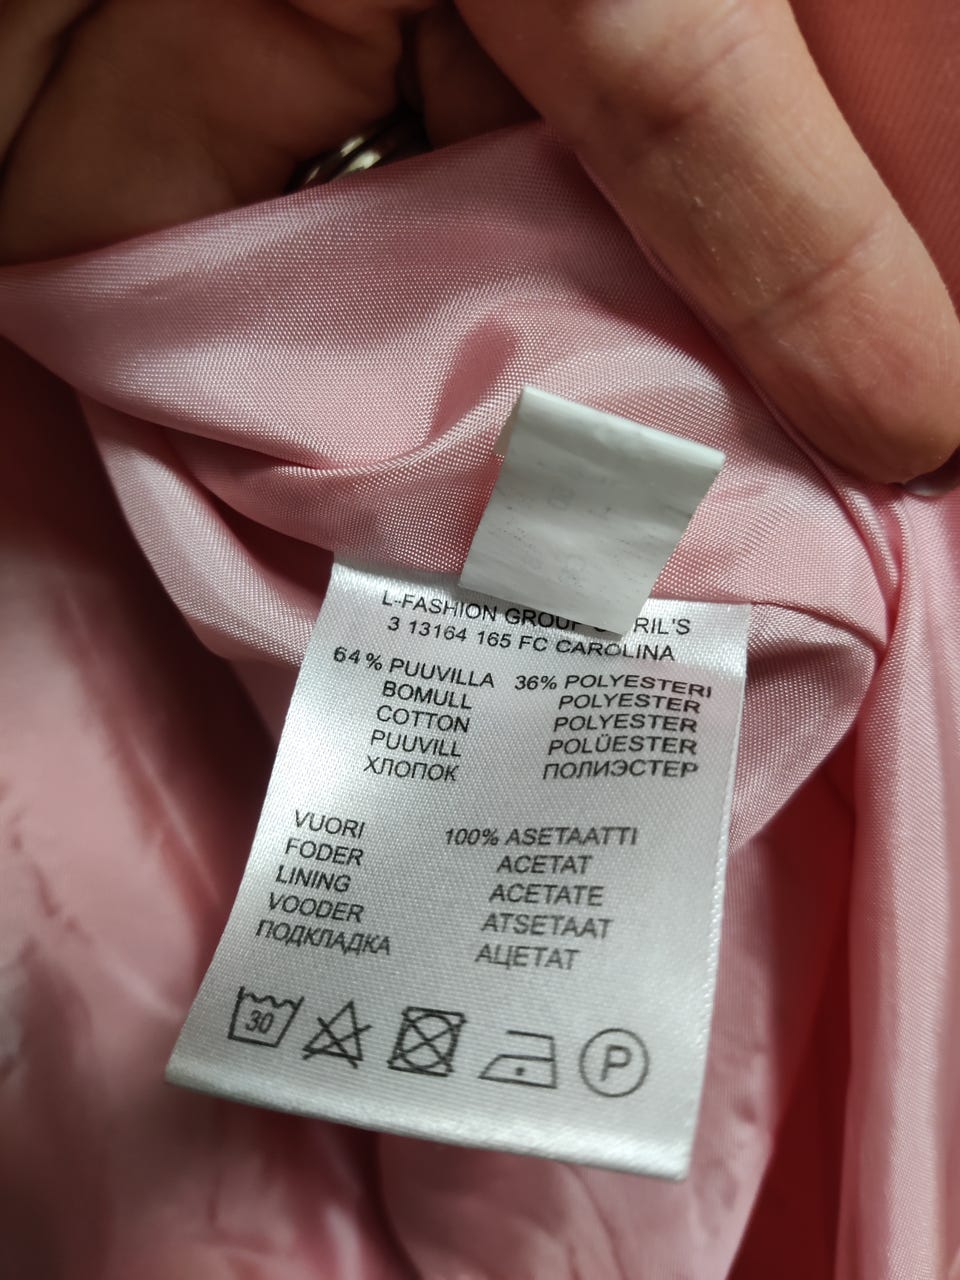 L-FASHION GROUP RIL'S
3 13164 165 FC CAROLINA
64% PUUVILLA 36% POLYESTERI
BOMULL POLYESTER
COTTON POLYESTER
PUUVILL POLÜESTER
ХЛОПОК ПОЛИЭСТЕР
VUORI 100% ASETAATTI
FODER ACETAT
LINING ACETATE
VOODER ATSETAAT
ПОДКЛАДКА АЦЕТАТ
30 P